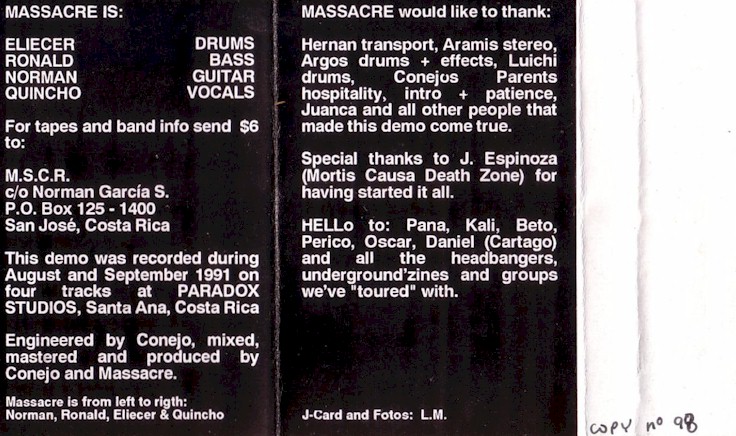 MASSACRE IS:
ELIECER DRUMS
RONALD BASS
NORMAN GUITAR
QUINCHO VOCALS
For tapes and band info send $6
to:
M.S.C.R.
c/o Norman García S.
P.O. Box 125 - 1400
San José, Costa Rica
This demo was recorded during
August and September 1991 on
four tracks at PARADOX
STUDIOS, Santa Ana, Costa Rica
Engineered by Conejo, mixed,
mastered and produced by
Conejo and Massacre.
Massacre is from left to rigth:
Norman, Ronald, Eliecer & Quincho
MASSACRE would like to thank:
Hernan transport, Aramis stereo,
Argos drums + effects, Luichi
drums, Conejos Parents
hospitality, intro + patience,
Juanca and all other people that
made this demo come true.
Special thanks to J. Espinoza
(Mortis Causa Death Zone) for
having started it all.
HELLo to: Pana, Kali, Beto,
Perico, Oscar, Daniel (Cartago)
and all the headbangers,
underground'zines and groups
we've "toured" with.
J-Card and Fotos: L.M.
COPY nº 98